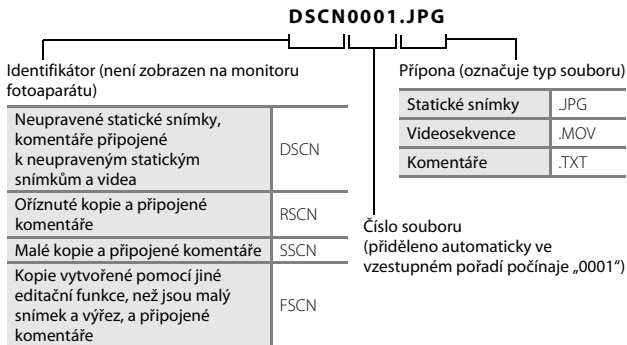 DSCN0001.JPG
Identifikátor (není zobrazen na monitoru
fotoaparátu)
Neupravené statické snímky,
komentáře připojené
k neupraveným statickým
snímkům a videa
DSCN
Oříznuté kopie a připojené
komentáře
RSCN
Malé kopie a připojené komentáře
SSCN
Kopie vytvořené pomocí jiné
editační funkce, než jsou malý
snímek a výřez, a připojené
komentáře
FSCN
Číslo souboru
(přiděleno automaticky ve
vzestupném pořadí počínaje „0001“)
Přípona (označuje typ souboru)
Statické snímky
.JPG
Videosekvence
.MOV
Komentáře
.TXT